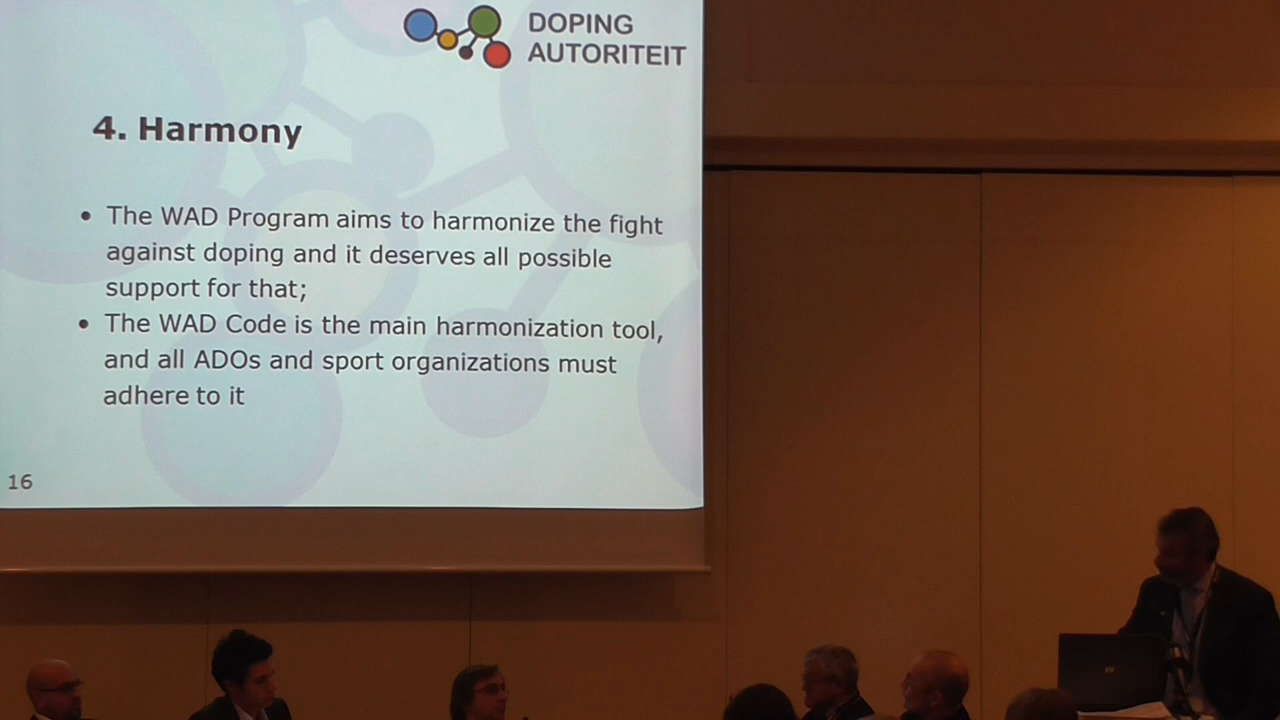 DOPING
AUTORITEIT
4. Harmony
• The WAD Program aims to harmonize the fight
against doping and it deserves all possible
support for that;
• The WAD Code is the main harmonization tool,
and all ADOs and sport organizations must
adhere to it
16